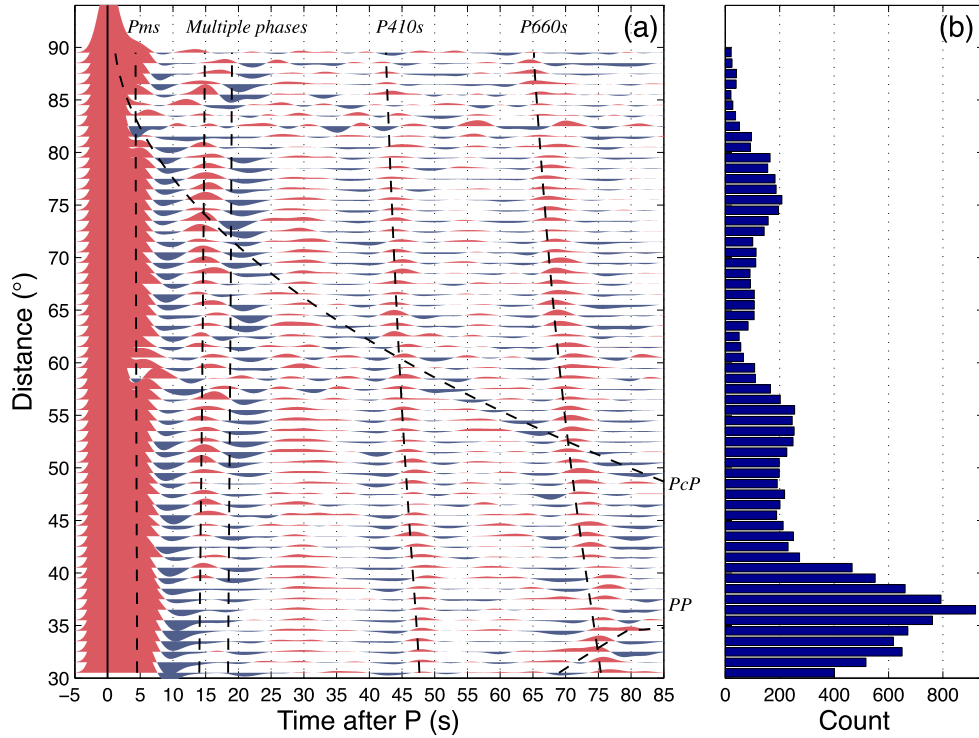 Pms Multiple phases P410s P660s (a) (b)
90
85
80
75
70
65
60
55
50
45
40
35
30
Distance (°)
PcP
PP
−5 0 5 10 15 20 25 30 35 40 45 50 55 60 65 70 75 80 85
Time after P (s)
0 200 400 600 800
Count